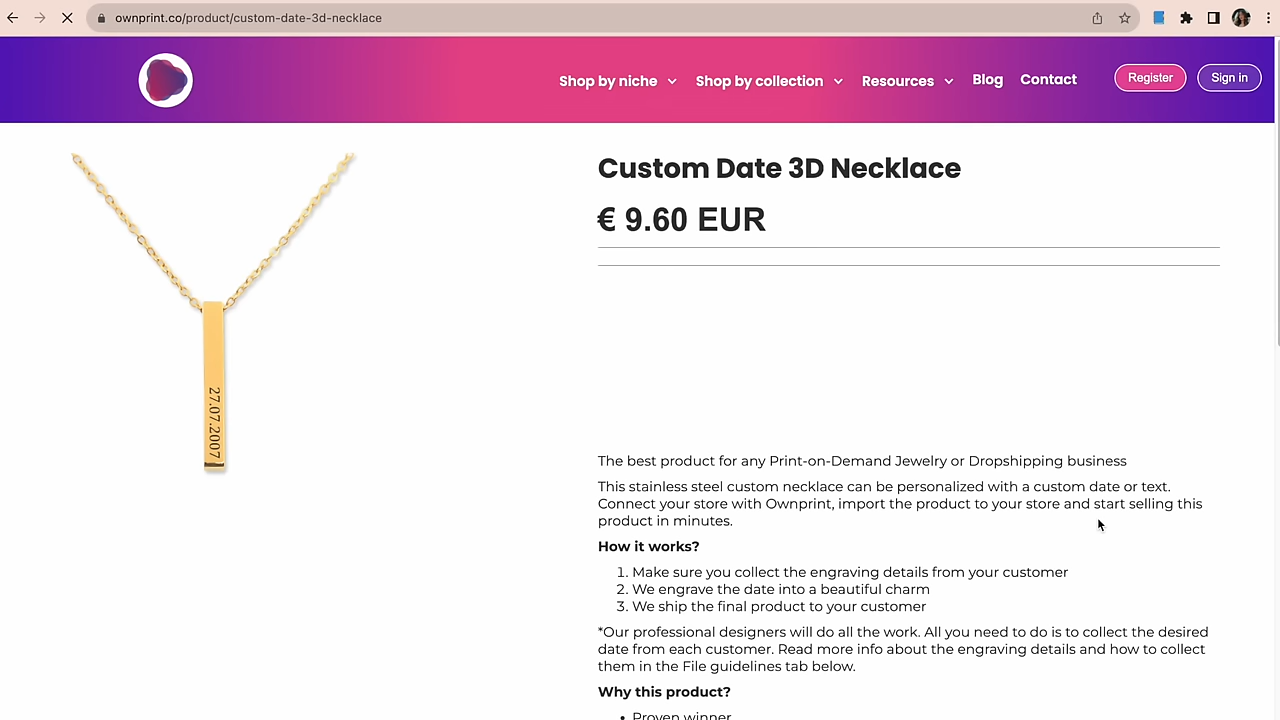 ownprint.co/product/custom-date-3d-necklace
Shop by niche Shop by collection Resources Blog Contact Register Sign in
Custom Date 3D Necklace
€ 9.60 EUR
27.07.2007
The best product for any Print-on-Demand Jewelry or Dropshipping business
This stainless steel custom necklace can be personalized with a custom date or text.
Connect your store with Ownprint, import the product to your store and start selling this
product in minutes.
How it works?
1. Make sure you collect the engraving details from your customer
2. We engrave the date into a beautiful charm
3. We ship the final product to your customer
*Our professional designers will do all the work. All you need to do is to collect the desired
date from each customer. Read more info about the engraving details and how to collect
them in the File guidelines tab below.
Why this product?
• Proven winner